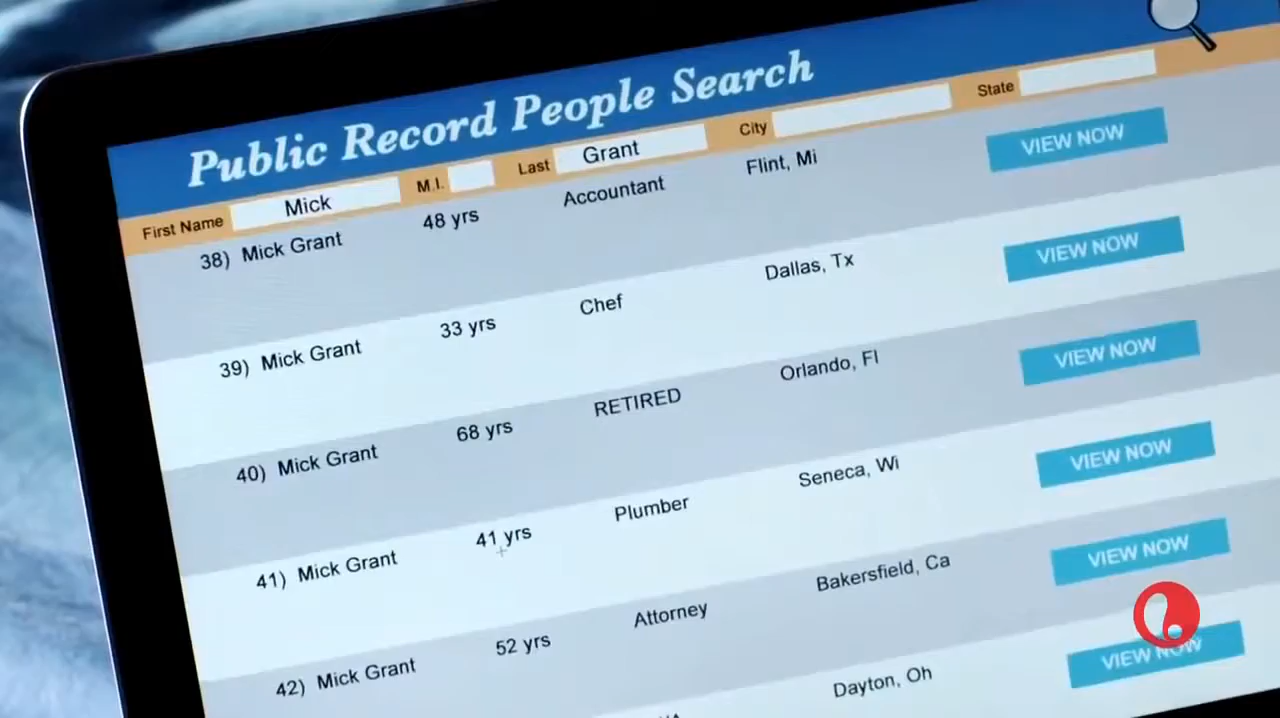 Public Record People Search
First Name Mick M.I. Last Grant City State
38) Mick Grant 48 yrs Accountant Flint, Mi VIEW NOW
39) Mick Grant 33 yrs Chef Dallas, Tx VIEW NOW
40) Mick Grant 68 yrs RETIRED Orlando, Fl VIEW NOW
41) Mick Grant 41 yrs Plumber Seneca, Wi VIEW NOW
42) Mick Grant 52 yrs Attorney Bakersfield, Ca VIEW NOW
Dayton, Oh VIEW NOW